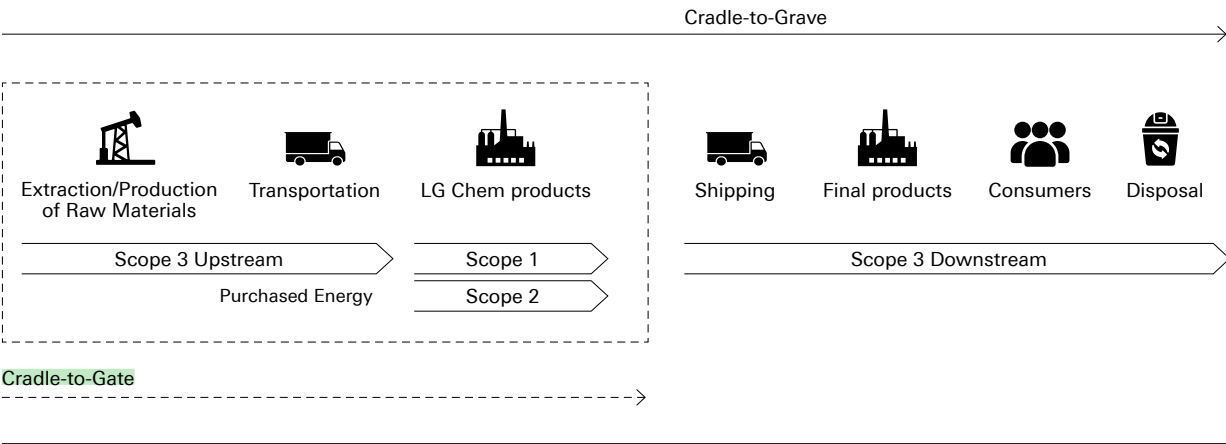 Cradle-to-Grave
Extraction/Production
of Raw Materials
Transportation
LG Chem products
Shipping
Final products
Consumers
Disposal
Scope 3 Upstream
Scope 1
Scope 3 Downstream
Purchased Energy
Scope 2
Cradle-to-Gate